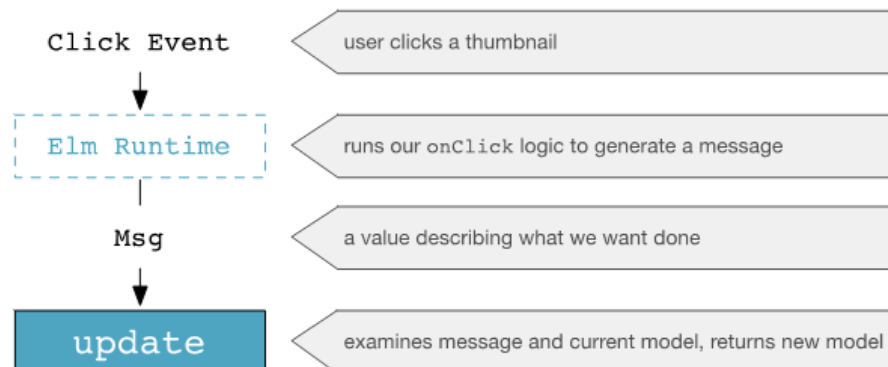 Click Event
user clicks a thumbnail
Elm Runtime
runs our onClick logic to generate a message
Msg
a value describing what we want done
update
examines message and current model, returns new model